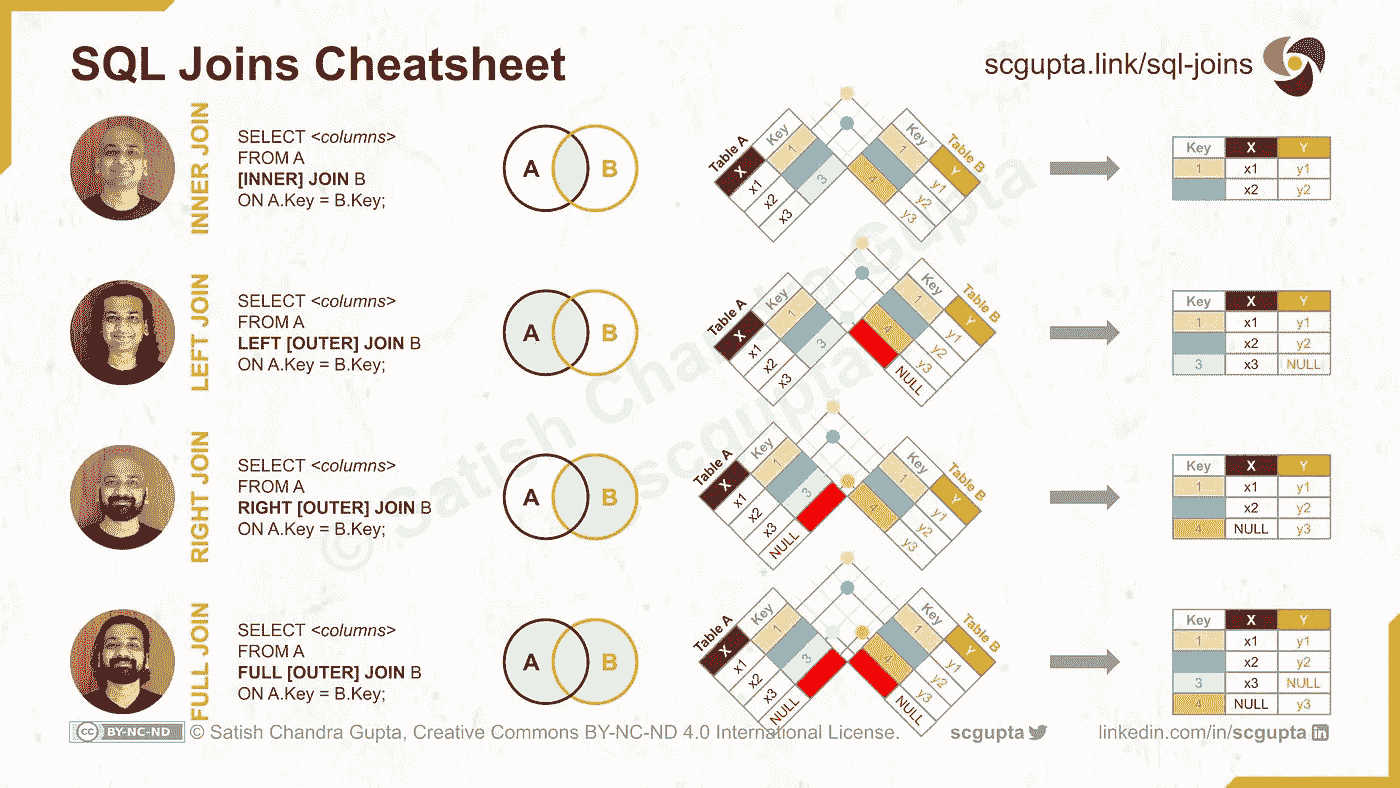 SQL Joins Cheatsheet
scgupta.link/sql-joins
INNER JOIN
SELECT <columns>
FROM A
[INNER] JOIN B
ON A.Key = B.Key;
A B
Table A
X
x1
x2
x3
Key
1
3
Key
1
4
Table B
Y
y1
y2
y3
Key X Y
1 x1 y1
x2 y2
LEFT JOIN
SELECT <columns>
FROM A
LEFT [OUTER] JOIN B
ON A.Key = B.Key;
A B
Table A
X
x1
x2
x3
Key
1
3
Key
1
4
Table B
Y
y1
y2
y3
NULL
Key X Y
1 x1 y1
x2 y2
3 x3 NULL
RIGHT JOIN
SELECT <columns>
FROM A
RIGHT [OUTER] JOIN B
ON A.Key = B.Key;
A B
Table A
X
x1
x2
x3
NULL
Key
1
3
Key
1
4
Table B
Y
y1
y2
y3
Key X Y
1 x1 y1
x2 y2
4 NULL y3
FULL JOIN
SELECT <columns>
FROM A
FULL [OUTER] JOIN B
ON A.Key = B.Key;
A B
Table A
X
x1
x2
x3
NULL
Key
1
3
Key
1
4
Table B
Y
y1
y2
y3
NULL
Key X Y
1 x1 y1
x2 y2
3 x3 NULL
4 NULL y3
© Satish Chandra Gupta
scgupta
cc BY-NC-ND © Satish Chandra Gupta, Creative Commons BY-NC-ND 4.0 International License.
scgupta
linkedin.com/in/scgupta in